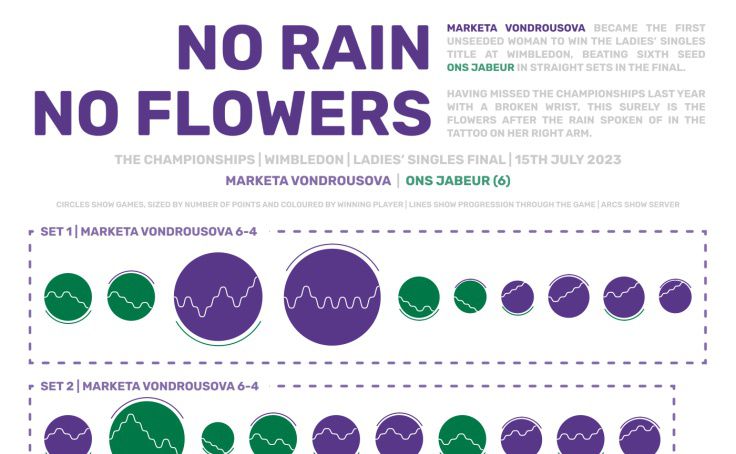 NO RAIN
NO FLOWERS
MARKETA VONDROUSOVA BECAME THE FIRST
UNSEEDED WOMAN TO WIN THE LADIES' SINGLES
TITLE AT WIMBLEDON, BEATING SIXTH SEED
ONS JABEUR IN STRAIGHT SETS IN THE FINAL.
HAVING MISSED THE CHAMPIONSHIPS LAST YEAR
WITH A BROKEN WRIST, THIS SURELY IS THE
FLOWERS AFTER THE RAIN SPOKEN OF IN THE
TATTOO ON HER RIGHT ARM.
THE CHAMPIONSHIPS | WIMBLEDON | LADIES' SINGLES FINAL | 15TH JULY 2023
MARKETA VONDROUSOVA | ONS JABEUR (6)
CIRCLES SHOW GAMES, SIZED BY NUMBER OF POINTS AND COLOURED BY WINNING PLAYER | LINES SHOW PROGRESSION THROUGH THE GAME | ARCS SHOW SERVER
SET 1 | MARKETA VONDROUSOVA 6-4
SET 2 | MARKETA VONDROUSOVA 6-4